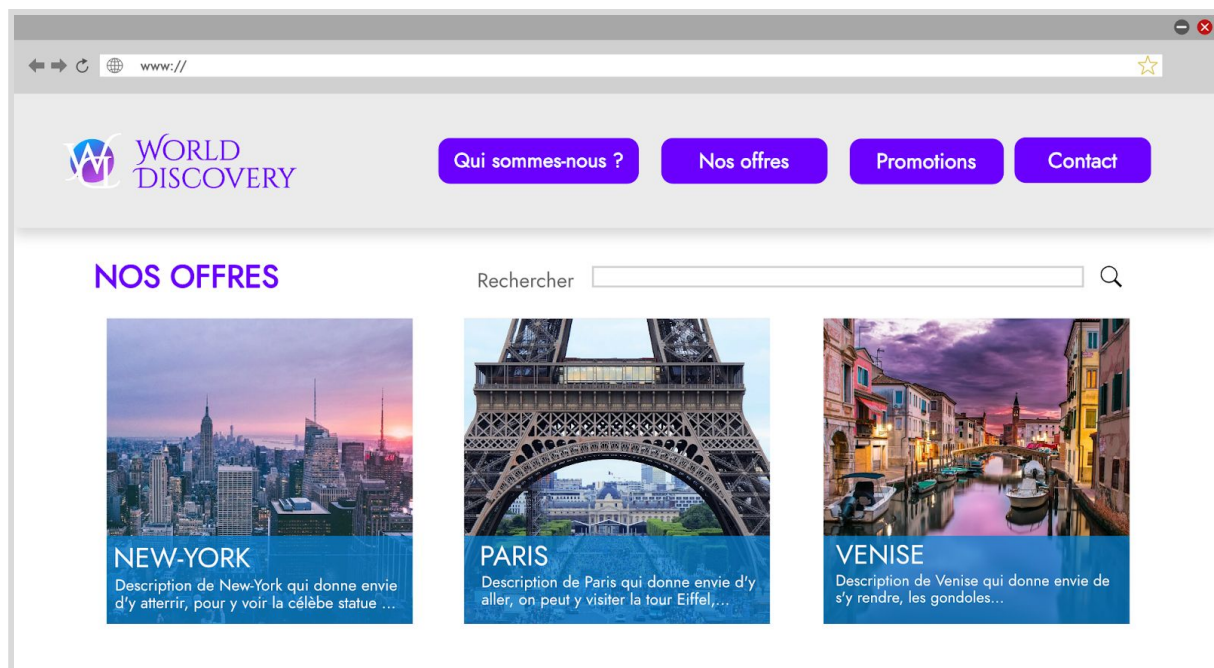 www://
WORLD
DISCOVERY
Qui sommes-nous ?
Nos offres
Promotions
Contact
NOS OFFRES
Rechercher
NEW-YORK
Description de New-York qui donne envie
d'y atterrir, pour y voir la célèbe statue ...
PARIS
Description de Paris qui donne envie d'y
aller, on peut y visiter la tour Eiffel,...
VENISE
Description de Venise qui donne envie de
s'y rendre, les gondoles...